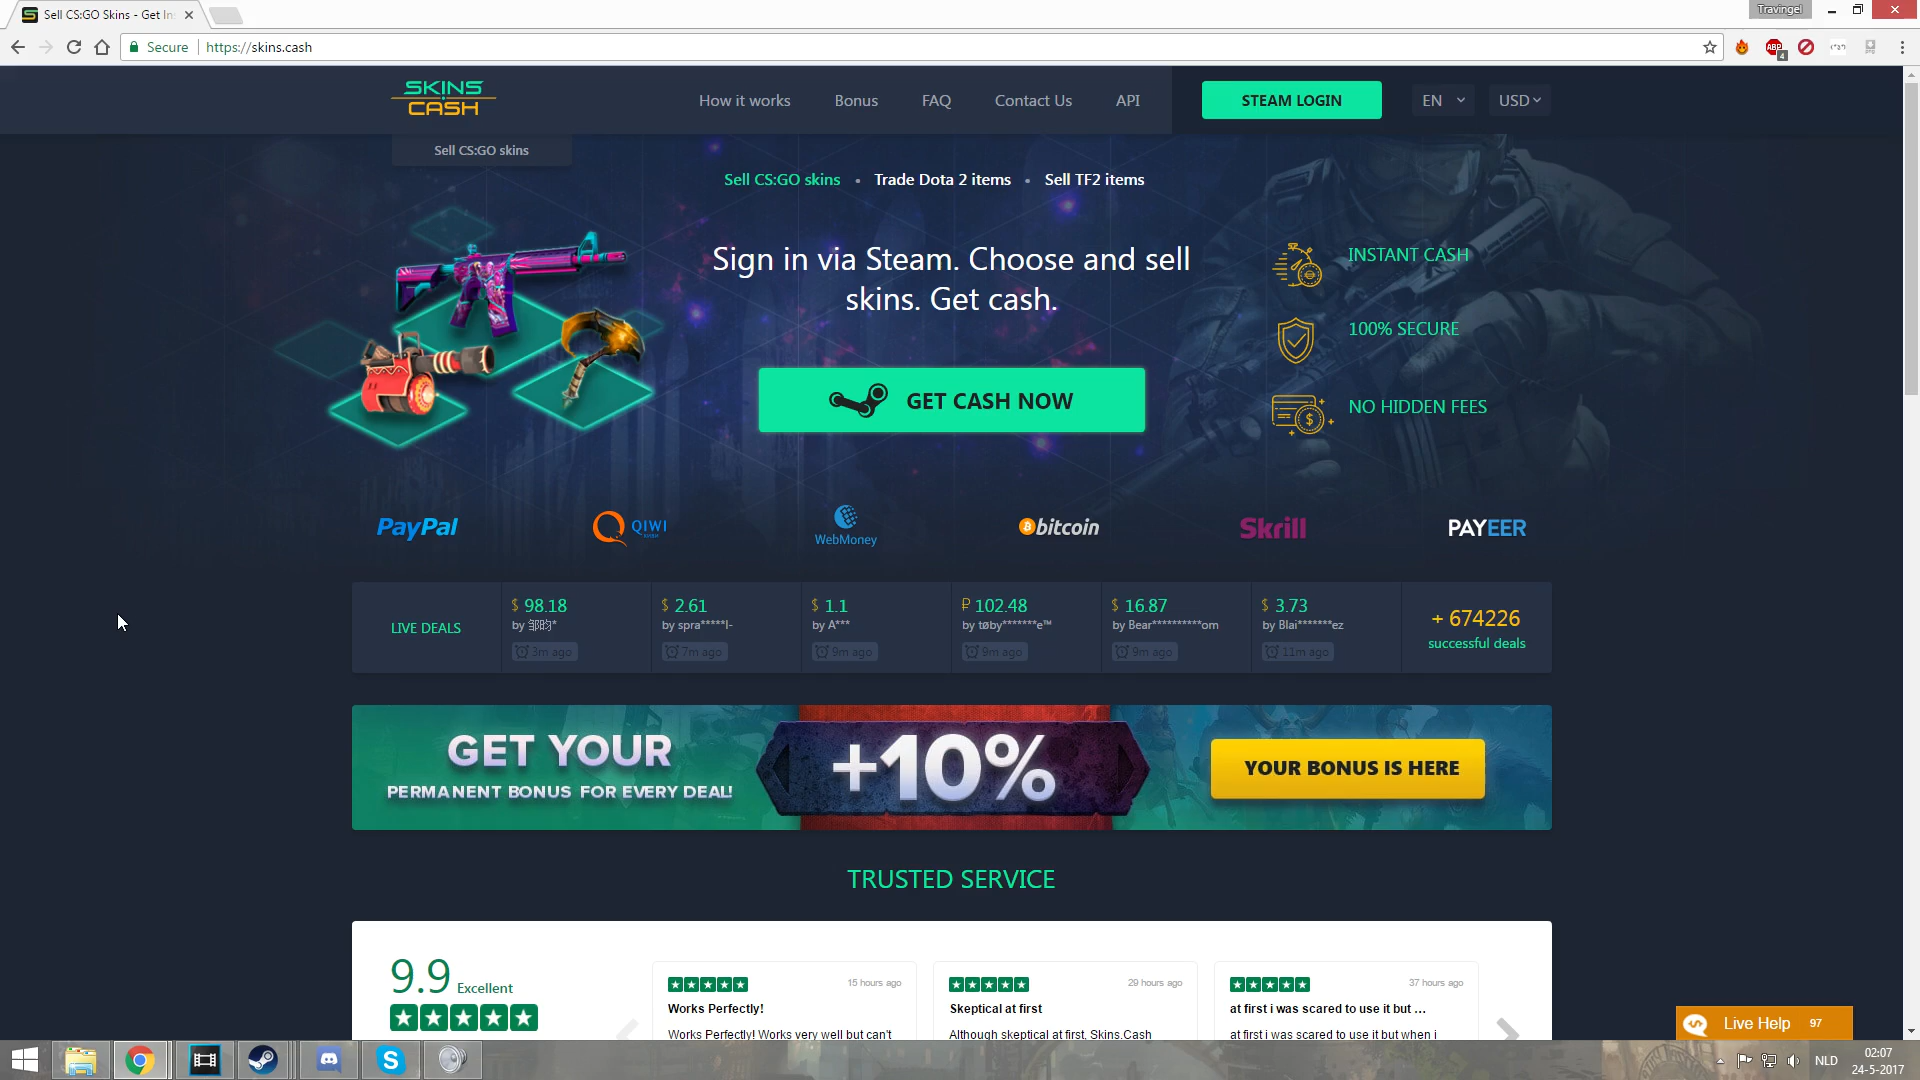 Sell CS:GO Skins - Get In
Travingel
Secure
https://skins.cash
ABP
4
SKINS
CASH
How it works
Bonus
FAQ
Contact Us
API
STEAM LOGIN
EN
USD
Sell CS:GO skins
Sell CS:GO skins • Trade Dota 2 items • Sell TF2 items
Sign in via Steam. Choose and sell
skins. Get cash.
GET CASH NOW
INSTANT CASH
100% SECURE
NO HIDDEN FEES
PayPal
QIWI
WebMoney
bitcoin
Skrill
PAYEER
LIVE DEALS
$ 98.18
by 邹昀*
3m ago
$ 2.61
by spra*****l-
7m ago
$ 1.1
by A***
9m ago
₽ 102.48
by tøby*******e™
9m ago
$ 16.87
by Bear**********om
9m ago
$ 3.73
by Blai*******ez
11m ago
+ 674226
successful deals
GET YOUR
PERMANENT BONUS FOR EVERY DEAL!
+10%
YOUR BONUS IS HERE
TRUSTED SERVICE
9.9 Excellent
15 hours ago
Works Perfectly!
Works Perfectly! Works very well but can't
29 hours ago
Skeptical at first
Although skeptical at first, Skins.Cash
37 hours ago
at first i was scared to use it but ...
at first i was scared to use it but when i
Live Help 97
NLD
02:07
24-5-2017